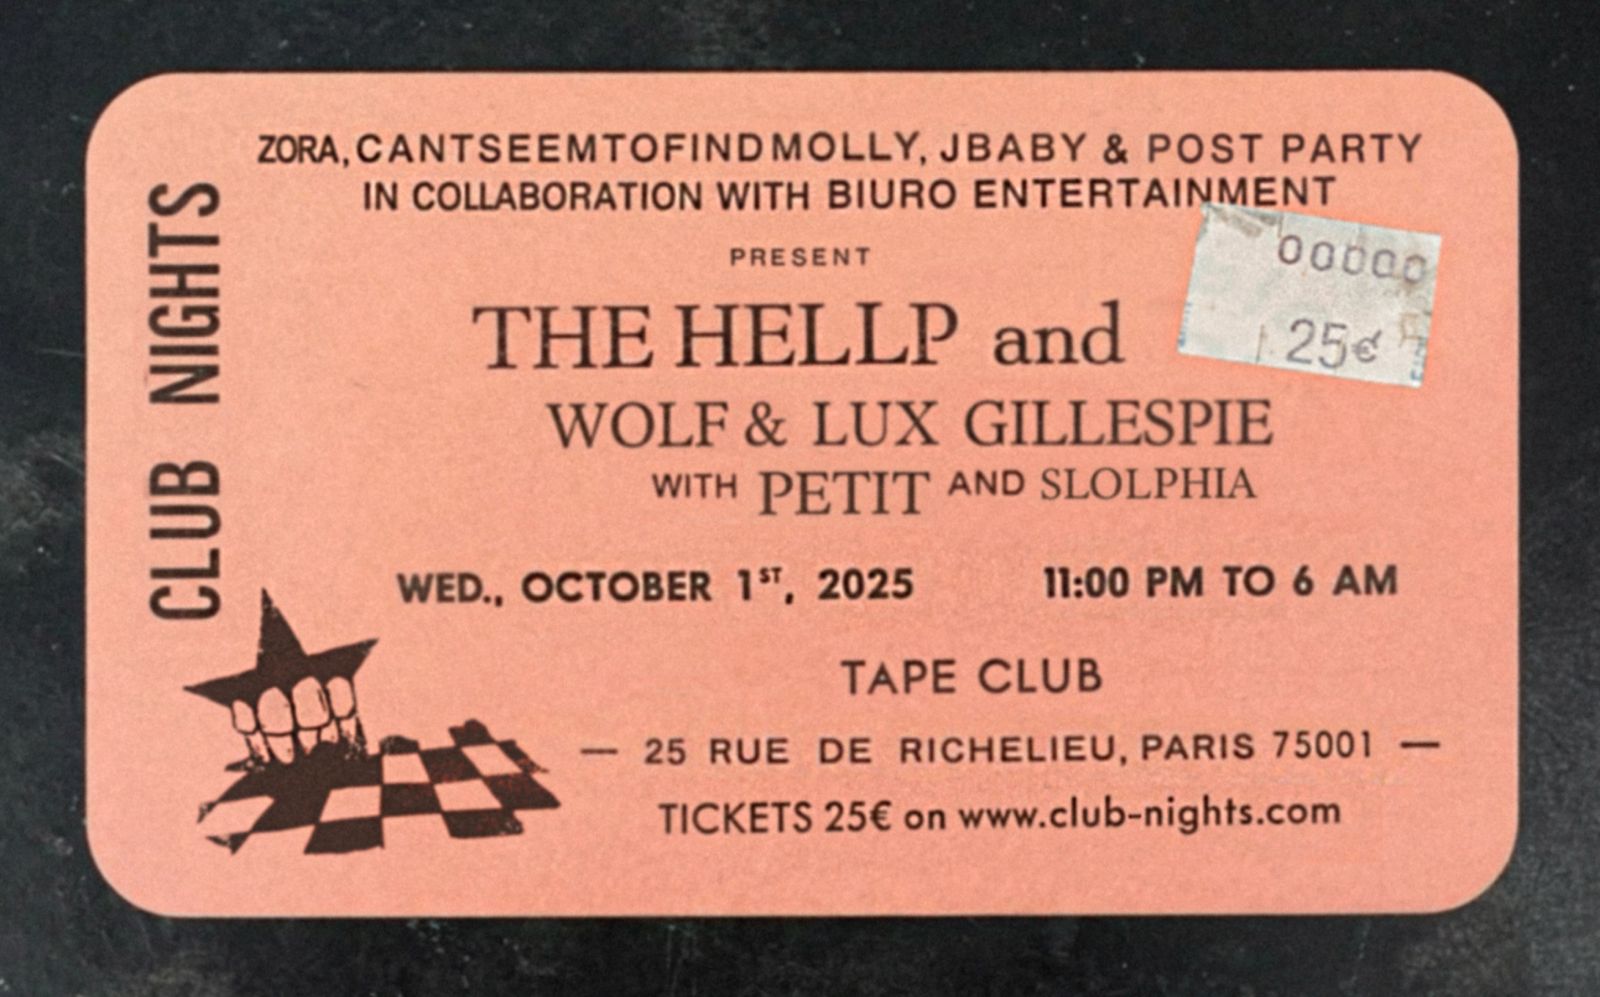 CLUB NIGHTS
ZORA, CANTSEEMTOFINDMOLLY, JBABY & POST PARTY
IN COLLABORATION WITH BIURO ENTERTAINMENT
PRESENT
00000
25€
THE HELLP and
WOLF & LUX GILLESPIE
WITH PETIT AND SLOLPHIA
WED., OCTOBER 1ST, 2025 11:00 PM TO 6 AM
TAPE CLUB
— 25 RUE DE RICHELIEU, PARIS 75001 —
TICKETS 25€ on www.club-nights.com